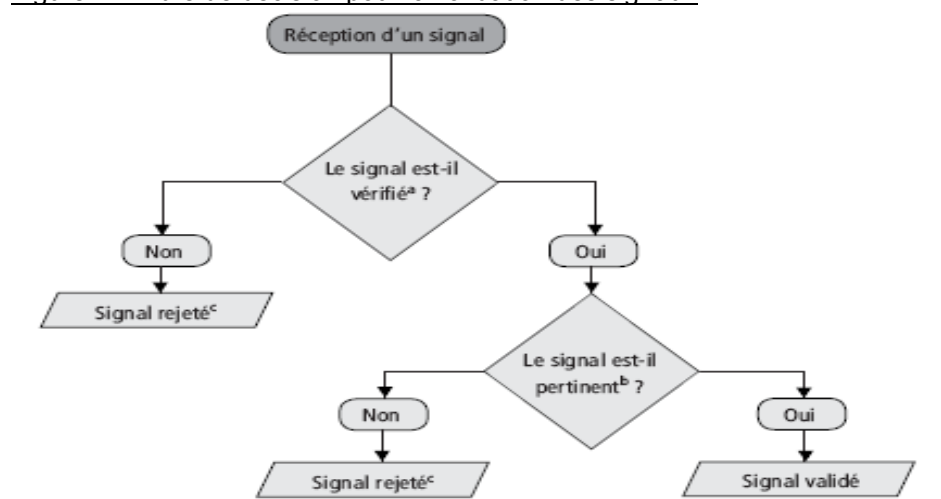 Réception d'un signal
Le signal est-il
vérifiéᵃ ?
Non
Oui
Signal rejetéᶜ
Le signal est-il
pertinentᵇ ?
Non
Oui
Signal rejetéᶜ
Signal validé